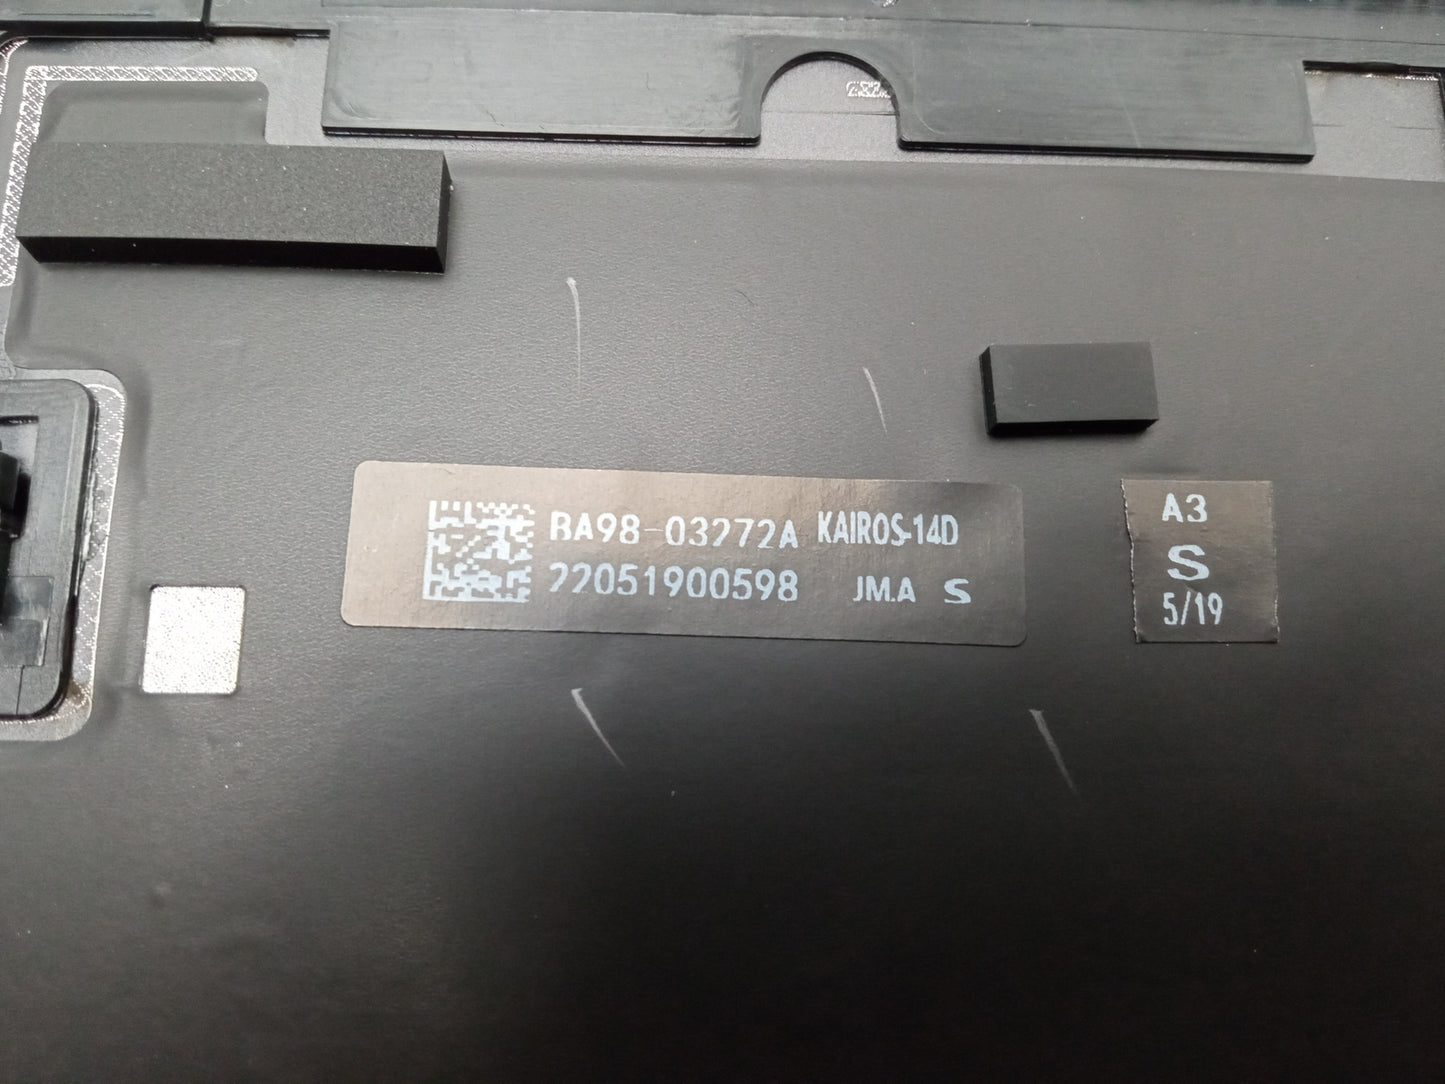 BA98-03272A KAIROS-14D
22051900598 JM.A S
A3
S
5/19